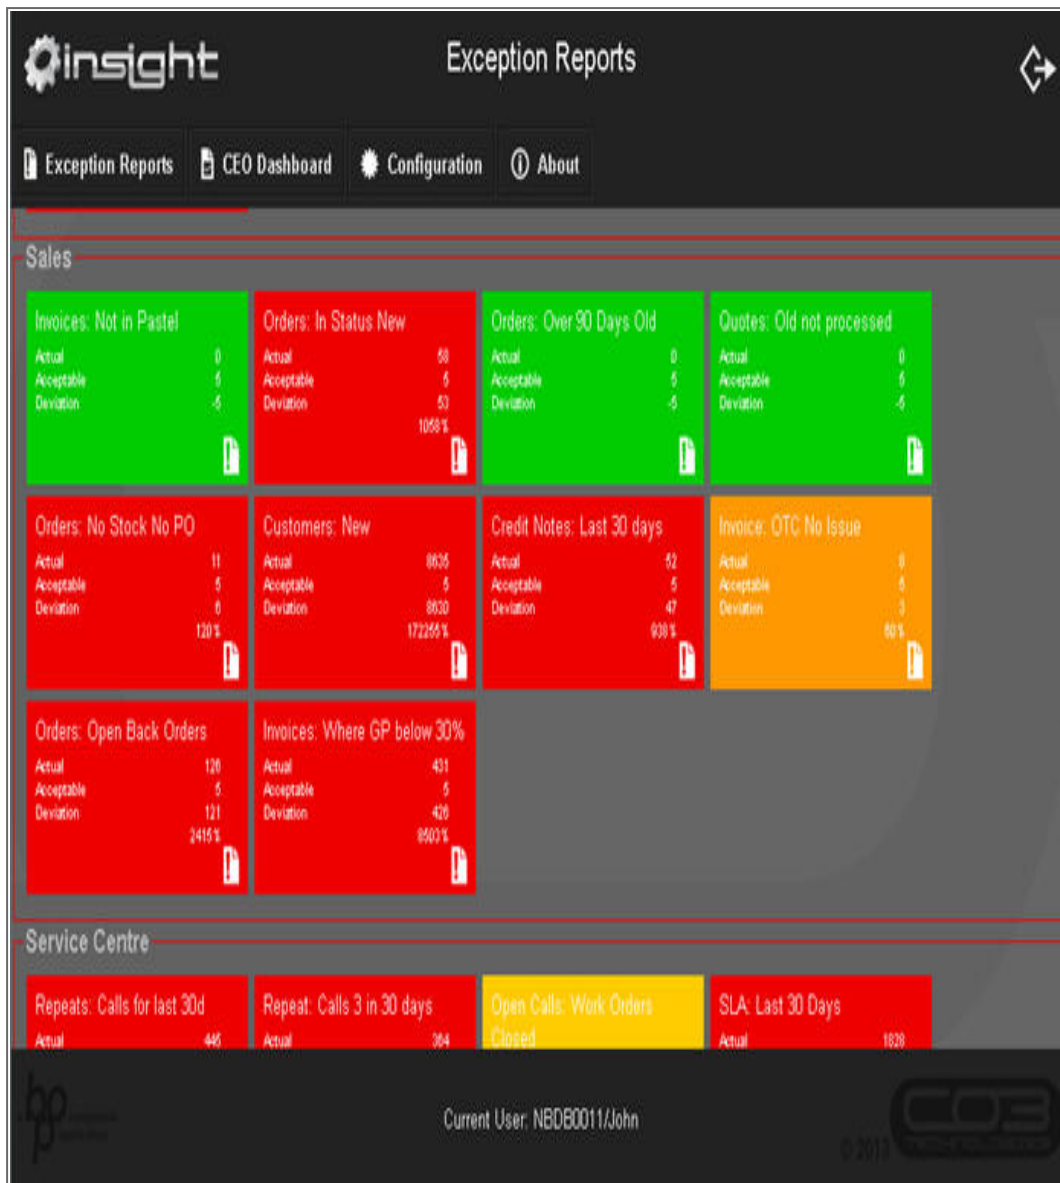 insight
Exception Reports
Exception Reports
CEO Dashboard
Configuration
About
Sales
Invoices: Not in Pastel
Actual 0
Acceptable 5
Deviation -5
Orders: In Status New
Actual 58
Acceptable 5
Deviation 53
1058%
Orders: Over 90 Days Old
Actual 0
Acceptable 5
Deviation -5
Quotes: Old not processed
Actual 0
Acceptable 5
Deviation -5
Orders: No Stock No PO
Actual 11
Acceptable 5
Deviation 6
120%
Customers: New
Actual 8635
Acceptable 5
Deviation 8630
Credit Notes: Last 30 days
Actual 52
Acceptable 5
Deviation 47
938%
Invoice: OTC No Issue
Actual 8
Acceptable 5
Deviation 3
60%
Orders: Open Back Orders
Actual 126
Acceptable 5
Deviation 121
2415%
Invoices: Where GP below 30%
Actual 431
Acceptable 5
Deviation 426
8503%
Service Centre
Repeats: Calls for last 30d
Actual 445
Repeat: Calls 3 in 30 days
Actual 364
Open Calls: Work Orders
Closed
SLA: Last 30 Days
Actual 1828
bpp
Current User: NBDB0011/John
© 2013
CO3